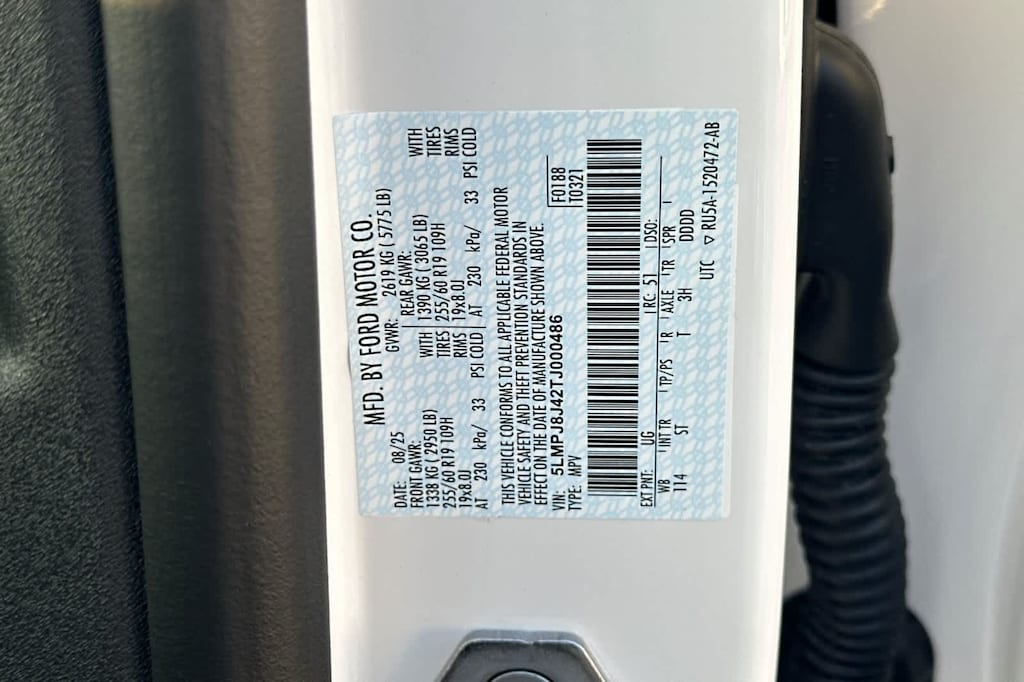 MFD. BY FORD MOTOR CO.
DATE: 08/25 GVWR: 2619 KG ( 5775 LB)
FRONT GAWR: REAR GAWR:
1338 KG ( 2950 LB) WITH 1390 KG ( 3065 LB) WITH
255/60 R19 109H TIRES 255/60 R19 109H TIRES
19x8.0J RIMS 19x8.0J RIMS
AT 230 kPa/ 33 PSI COLD AT 230 kPa/ 33 PSI COLD
THIS VEHICLE CONFORMS TO ALL APPLICABLE FEDERAL MOTOR
VEHICLE SAFETY AND THEFT PREVENTION STANDARDS IN
EFFECT ON THE DATE OF MANUFACTURE SHOWN ABOVE.
VIN: 5LMPJ8J42TJ000486 F0188
TYPE: MPV T0321
EXT PNT: UG RC: 51 DSO:
WB INT TR TP/PS R AXLE TR SPR
114 ST T 3H DDDD
UTC ▽ RU5A-1520472-AB